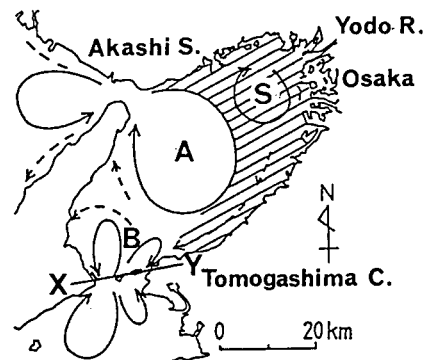 Akashi S.
Yodo R.
Osaka
S
A
N
B
X
Y
Tomogashima C.
0 20 km